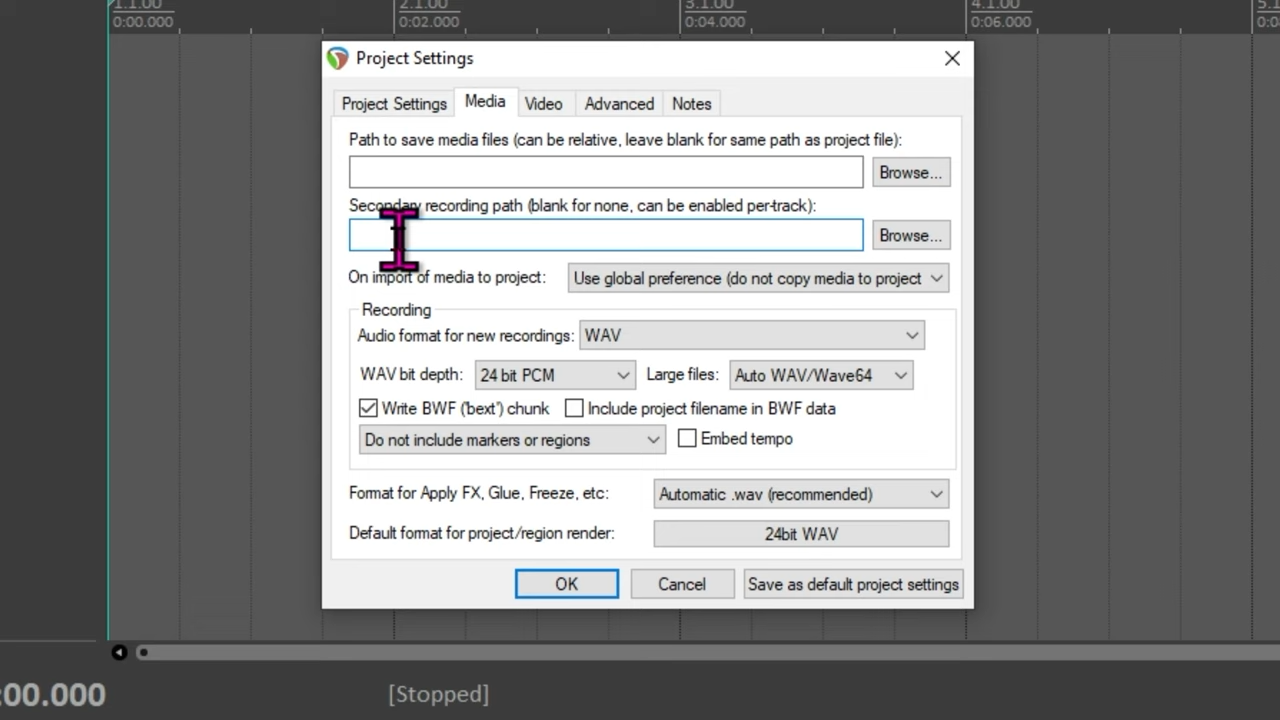 1.1.00 2.1.00 3.1.00 4.1.00
0:00.000 0:02.000 0:04.000 0:06.000
Project Settings
Project Settings Media Video Advanced Notes
Path to save media files (can be relative, leave blank for same path as project file):
Browse...
Secondary recording path (blank for none, can be enabled per-track):
Browse...
On import of media to project: Use global preference (do not copy media to project
Recording
Audio format for new recordings: WAV
WAV bit depth: 24 bit PCM Large files: Auto WAV/Wave64
Write BWF ('bext') chunk Include project filename in BWF data
Do not include markers or regions Embed tempo
Format for Apply FX, Glue, Freeze, etc: Automatic .wav (recommended)
Default format for project/region render: 24bit WAV
OK Cancel Save as default project settings
:00.000 [Stopped]